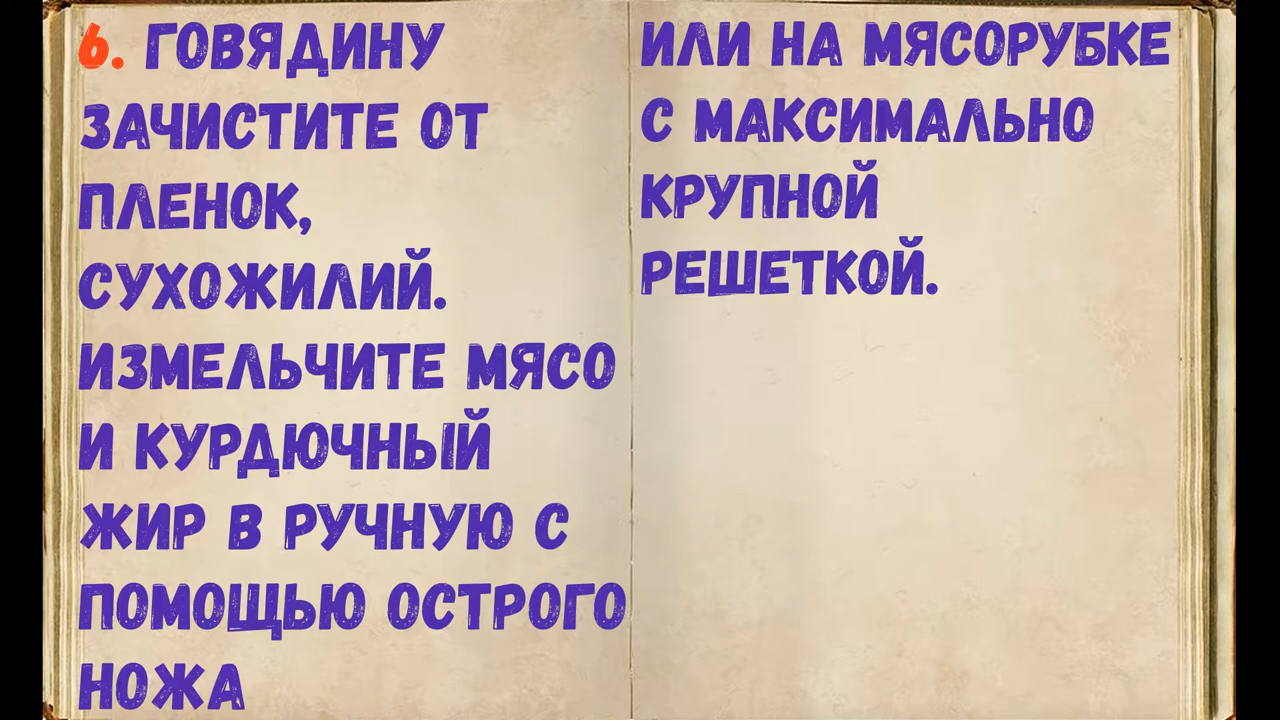 6. ГОВЯДИНУ
ЗАЧИСТИТЕ ОТ
ПЛЕНОК,
СУХОЖИЛИЙ.
ИЗМЕЛЬЧИТЕ МЯСО
И КУРДЮЧНЫЙ
ЖИР В РУЧНУЮ С
ПОМОЩЬЮ ОСТРОГО
НОЖА
ИЛИ НА МЯСОРУБКЕ
С МАКСИМАЛЬНО
КРУПНОЙ
РЕШЕТКОЙ.